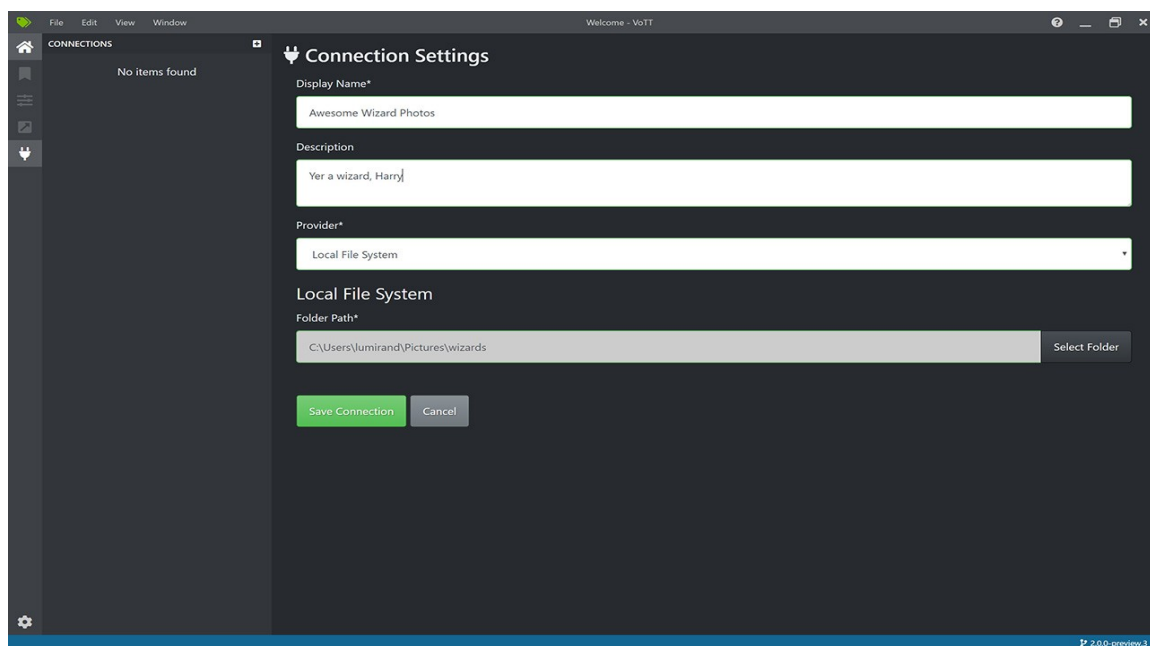 File Edit View Window
Welcome - VoTT
CONNECTIONS
No items found
Connection Settings
Display Name*
Awesome Wizard Photos
Description
Yer a wizard, Harry
Provider*
Local File System
Local File System
Folder Path*
C:\Users\lumirand\Pictures\wizards
Select Folder
Save Connection
Cancel
2.0.0-preview.3